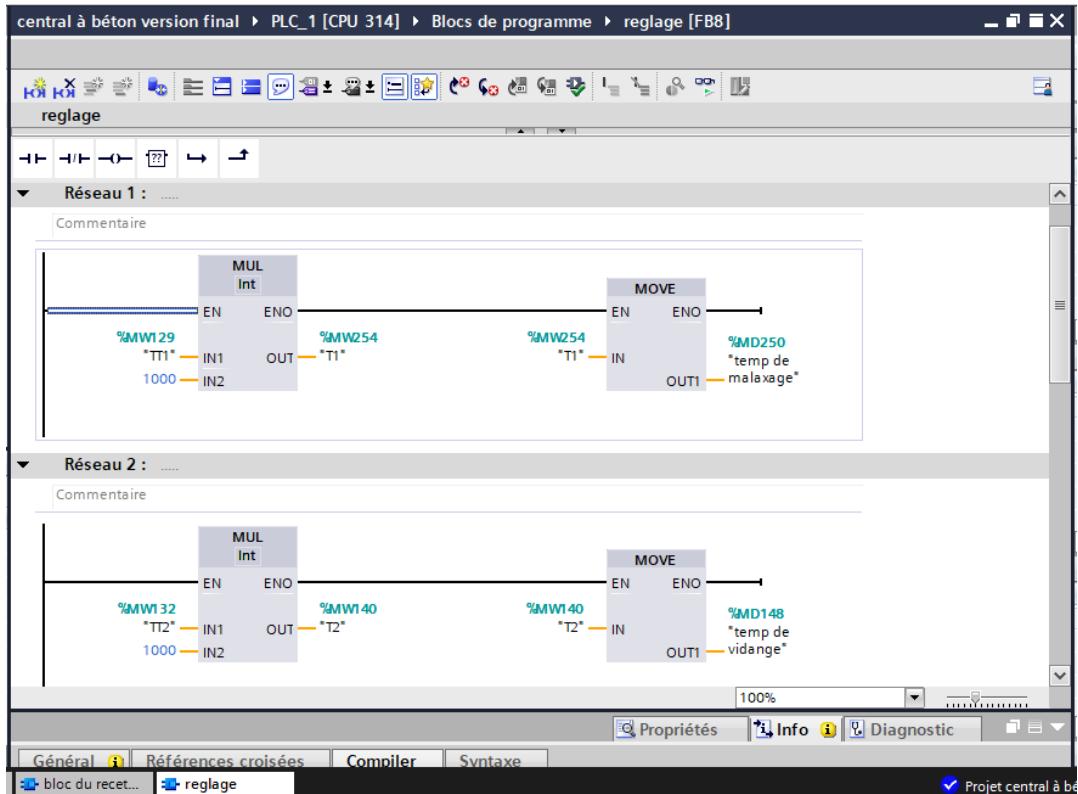 central à béton version final ▸ PLC_1 [CPU 314] ▸ Blocs de programme ▸ reglage [FB8]
reglage
??
Réseau 1 : .....
Commentaire
MUL
Int
EN ENO
%MW129
"TT1"
IN1
1000
IN2
OUT
%MW254
"T1"
MOVE
EN ENO
%MW254
"T1"
IN
OUT1
%MD250
"temp de
malaxage"
Réseau 2 : .....
Commentaire
MUL
Int
EN ENO
%MW132
"TT2"
IN1
1000
IN2
OUT
%MW140
"T2"
MOVE
EN ENO
%MW140
"T2"
IN
OUT1
%MD148
"temp de
vidange"
100%
Propriétés Info Diagnostic
Général Références croisées Compiler Syntaxe
bloc du recet... reglage
Projet central à bé